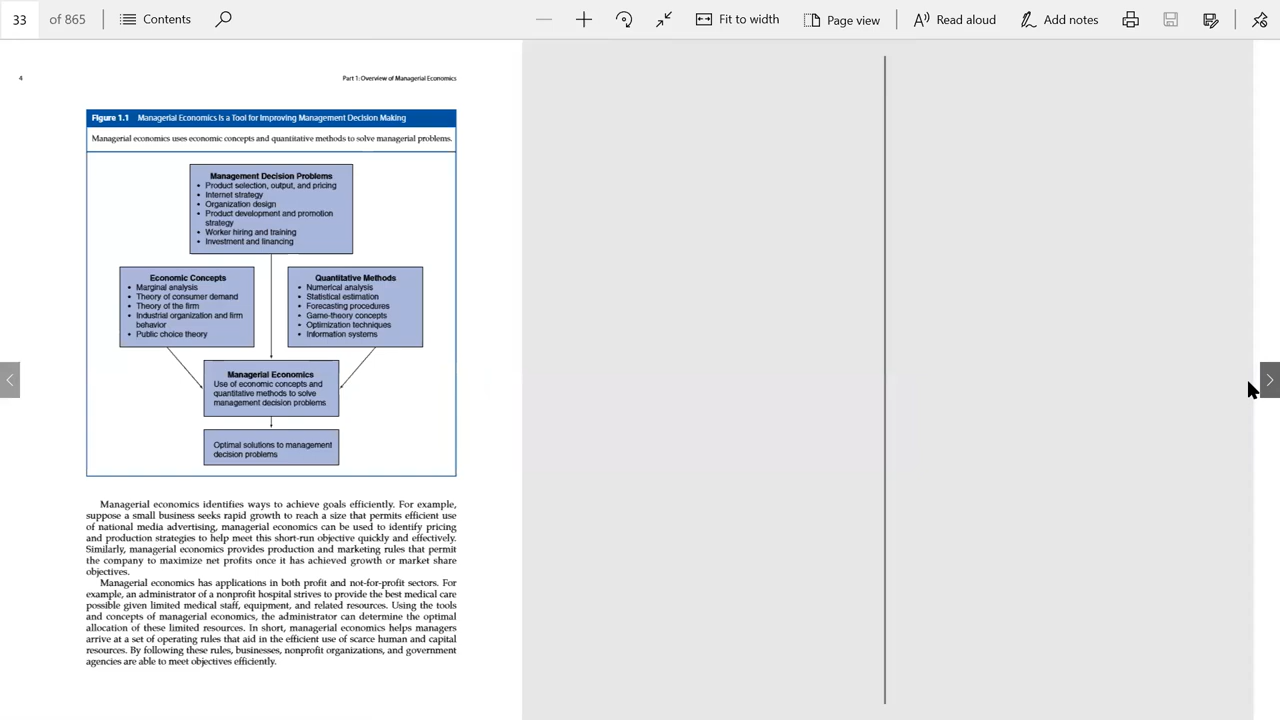 33 of 865 Contents Fit to width Page view Read aloud Add notes
4 Part 1: Overview of Managerial Economics
Figure 1.1 Managerial Economics Is a Tool for Improving Management Decision Making
Managerial economics uses economic concepts and quantitative methods to solve managerial problems.
Management Decision Problems
• Product selection, output, and pricing
• Internet strategy
• Organization design
• Product development and promotion
strategy
• Worker hiring and training
• Investment and financing
Economic Concepts
• Marginal analysis
• Theory of consumer demand
• Theory of the firm
• Industrial organization and firm
behavior
• Public choice theory
Quantitative Methods
• Numerical analysis
• Statistical estimation
• Forecasting procedures
• Game-theory concepts
• Optimization techniques
• Information systems
Managerial Economics
Use of economic concepts and
quantitative methods to solve
management decision problems
Optimal solutions to management
decision problems
Managerial economics identifies ways to achieve goals efficiently. For example,
suppose a small business seeks rapid growth to reach a size that permits efficient use
of national media advertising, managerial economics can be used to identify pricing
and production strategies to help meet this short-run objective quickly and effectively.
Similarly, managerial economics provides production and marketing rules that permit
the company to maximize net profits once it has achieved growth or market share
objectives.
Managerial economics has applications in both profit and not-for-profit sectors. For
example, an administrator of a nonprofit hospital strives to provide the best medical care
possible given limited medical staff, equipment, and related resources. Using the tools
and concepts of managerial economics, the administrator can determine the optimal
allocation of these limited resources. In short, managerial economics helps managers
arrive at a set of operating rules that aid in the efficient use of scarce human and capital
resources. By following these rules, businesses, nonprofit organizations, and government
agencies are able to meet objectives efficiently.